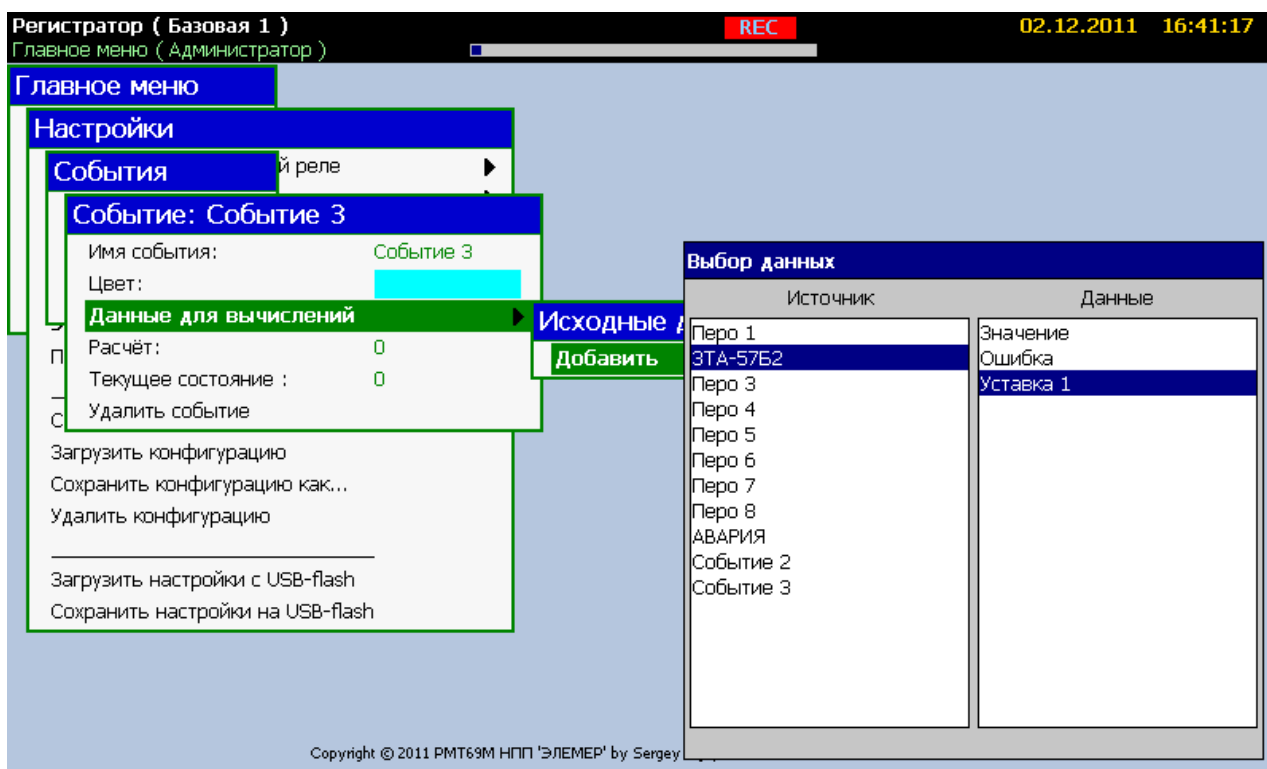 Регистратор ( Базовая 1 )
REC
02.12.2011 16:41:17
Главное меню ( Администратор )
Главное меню
Настройки
й реле
События
Событие: Событие 3
Имя события: Событие 3
Цвет:
Данные для вычислений
Расчёт: 0
Текущее состояние : 0
Удалить событие
П
С
Загрузить конфигурацию
Сохранить конфигурацию как...
Удалить конфигурацию
Загрузить настройки с USB-flash
Сохранить настройки на USB-flash
Исходные
Добавить
Выбор данных
Источник
Перо 1
ЗТА-57Б2
Перо 3
Перо 4
Перо 5
Перо 6
Перо 7
Перо 8
АВАРИЯ
Событие 2
Событие 3
Данные
Значение
Ошибка
Уставка 1
Copyright © 2011 РМТ69М НПП 'ЭЛЕМЕР' by Sergey